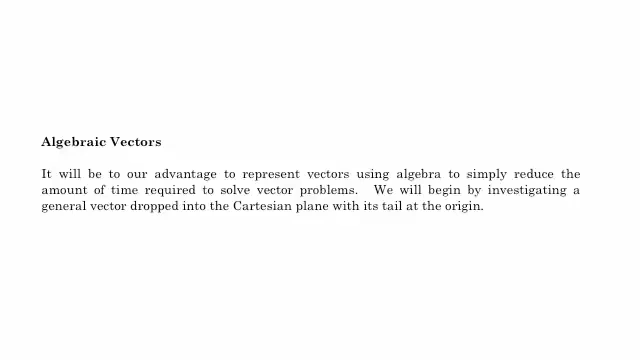 Algebraic Vectors
It will be to our advantage to represent vectors using algebra to simply reduce the
amount of time required to solve vector problems.  We will begin by investigating a
general vector dropped into the Cartesian plane with its tail at the origin.